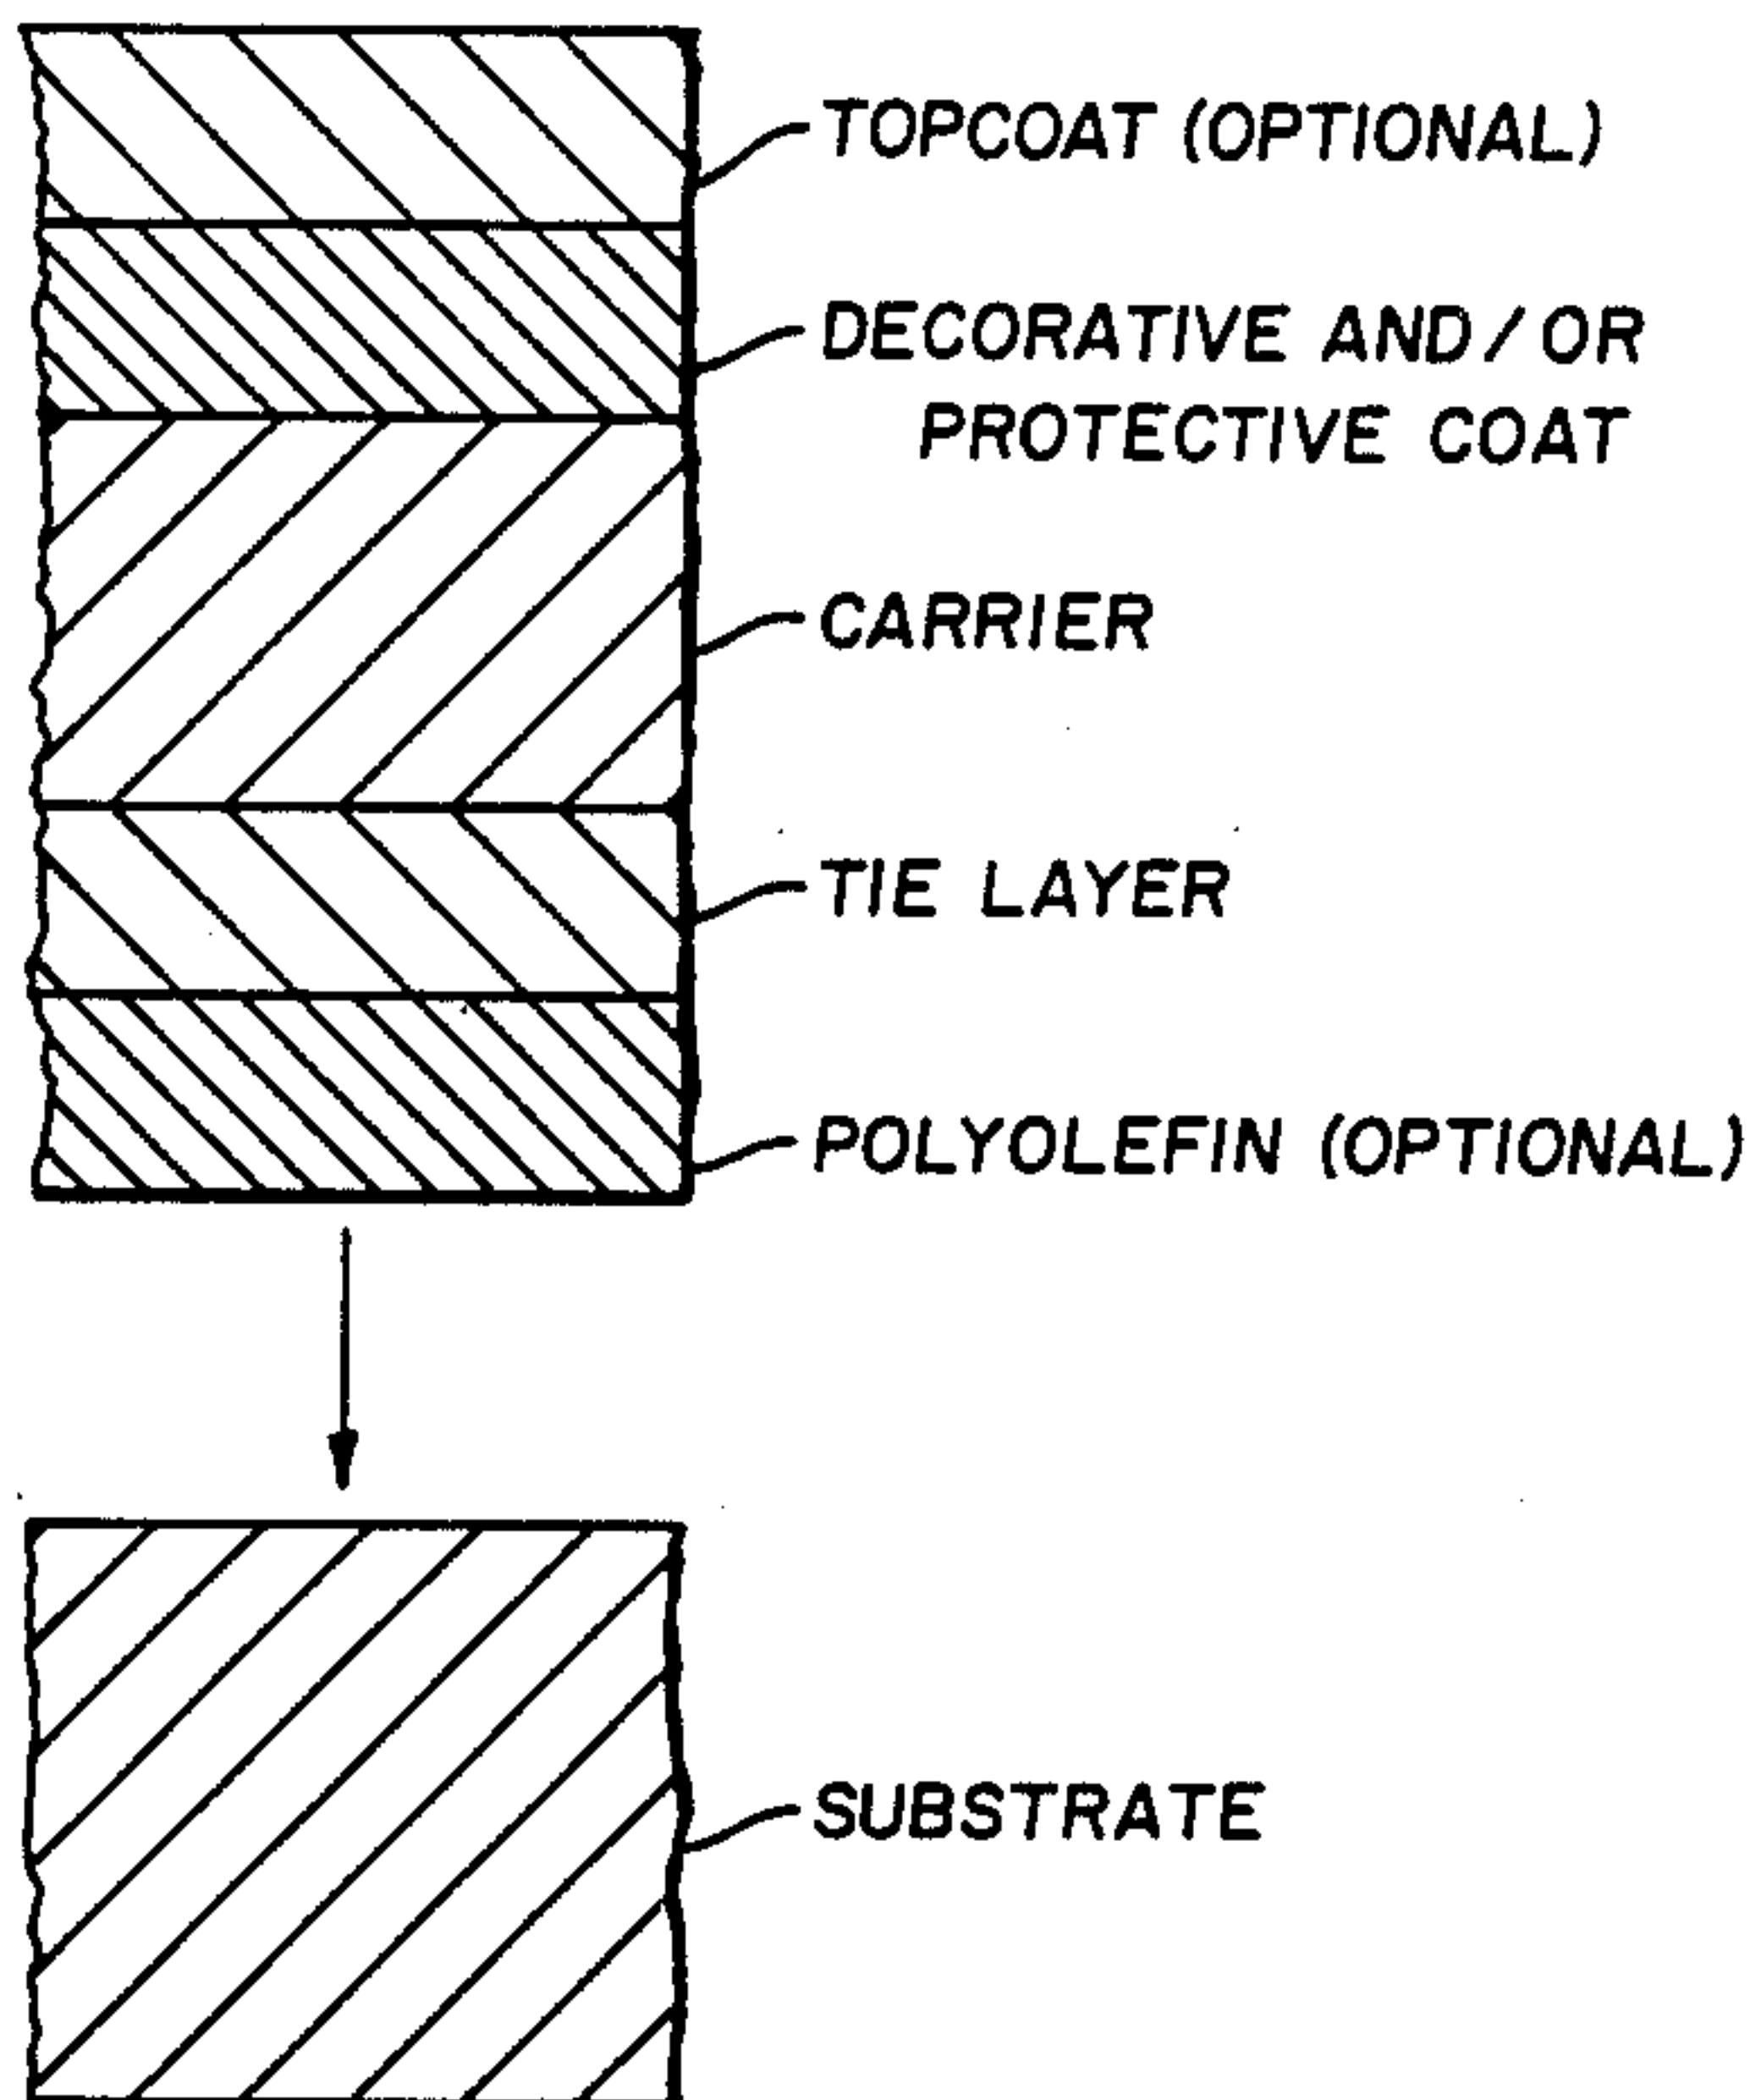 TOPCOAT (OPTIONAL)
DECORATIVE AND/OR
PROTECTIVE COAT
CARRIER
TIE LAYER
POLYOLEFIN (OPTIONAL)
SUBSTRATE